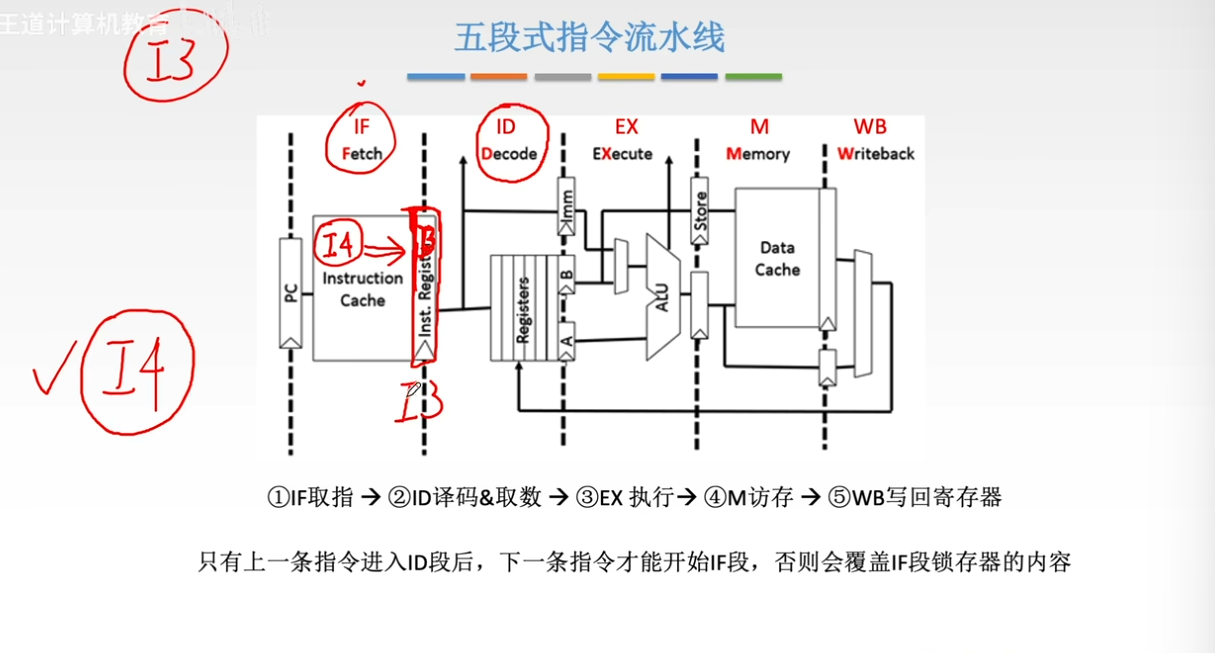 王道计算机教育
五段式指令流水线
I3
IF ID EX M WB
Fetch Decode EXecute Memory Writeback
I4
I3
Imm
Store
Instruction
Cache
Data
Cache
PC
Inst. Regist
Registers
B
A
ALU
I4
I3
①IF取指 → ②ID译码&取数 → ③EX 执行→ ④M访存 → ⑤WB写回寄存器
只有上一条指令进入ID段后，下一条指令才能开始IF段，否则会覆盖IF段锁存器的内容